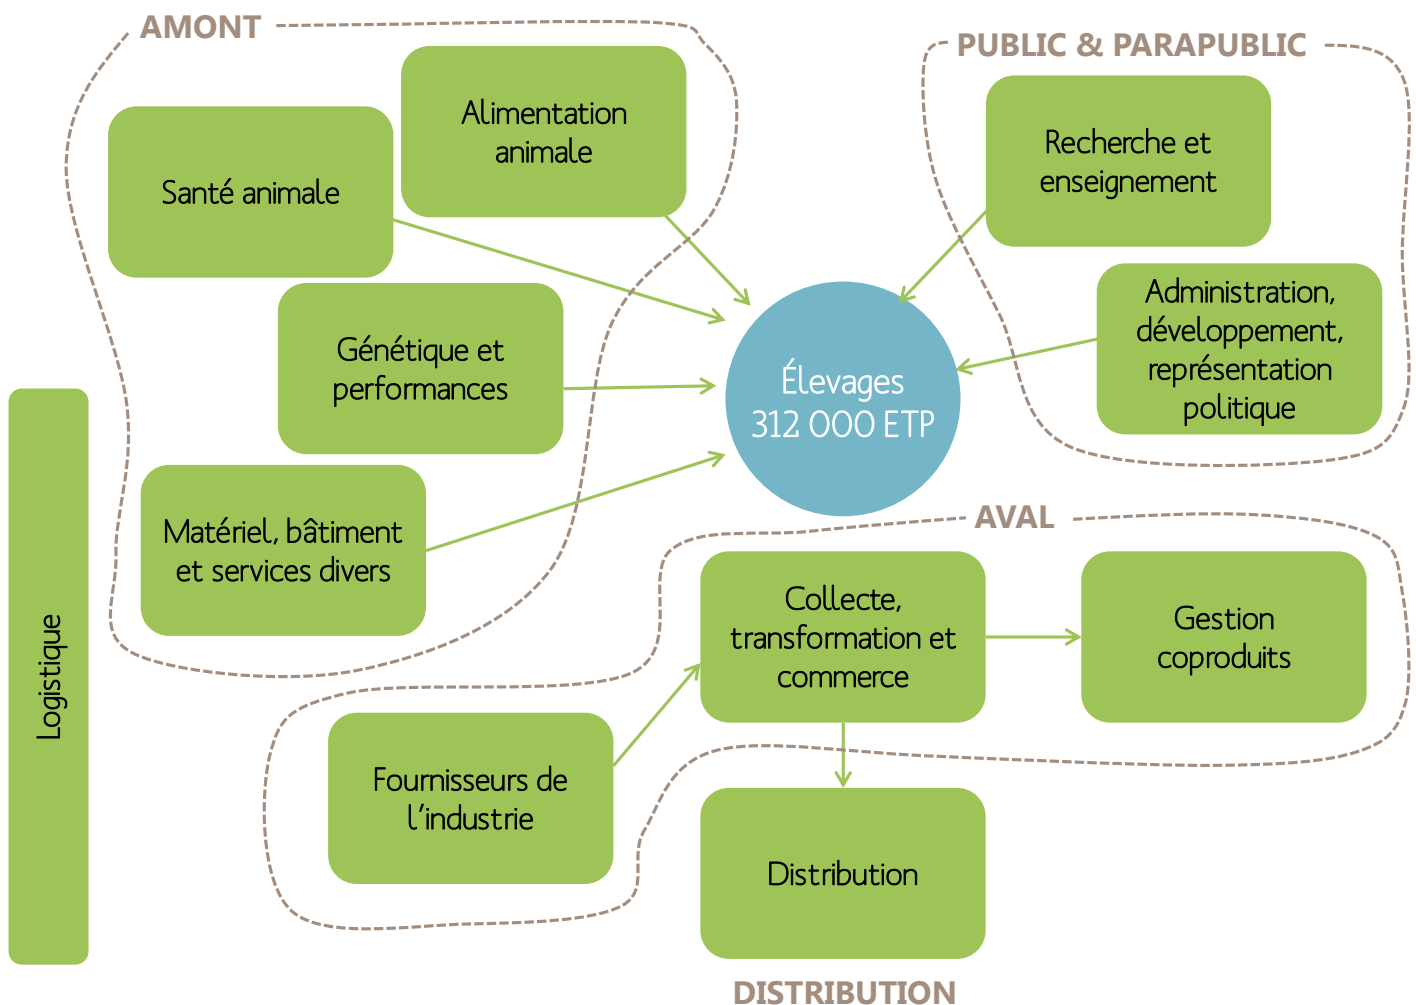 AMONT
Alimentation
animale
Santé animale
Génétique et
performances
Matériel, bâtiment
et services divers
PUBLIC & PARAPUBLIC
Recherche et
enseignement
Administration,
développement,
représentation
politique
Élevages
312 000 ETP
AVAL
Collecte,
transformation et
commerce
Gestion
coproduits
Fournisseurs de
l'industrie
Distribution
DISTRIBUTION
Logistique